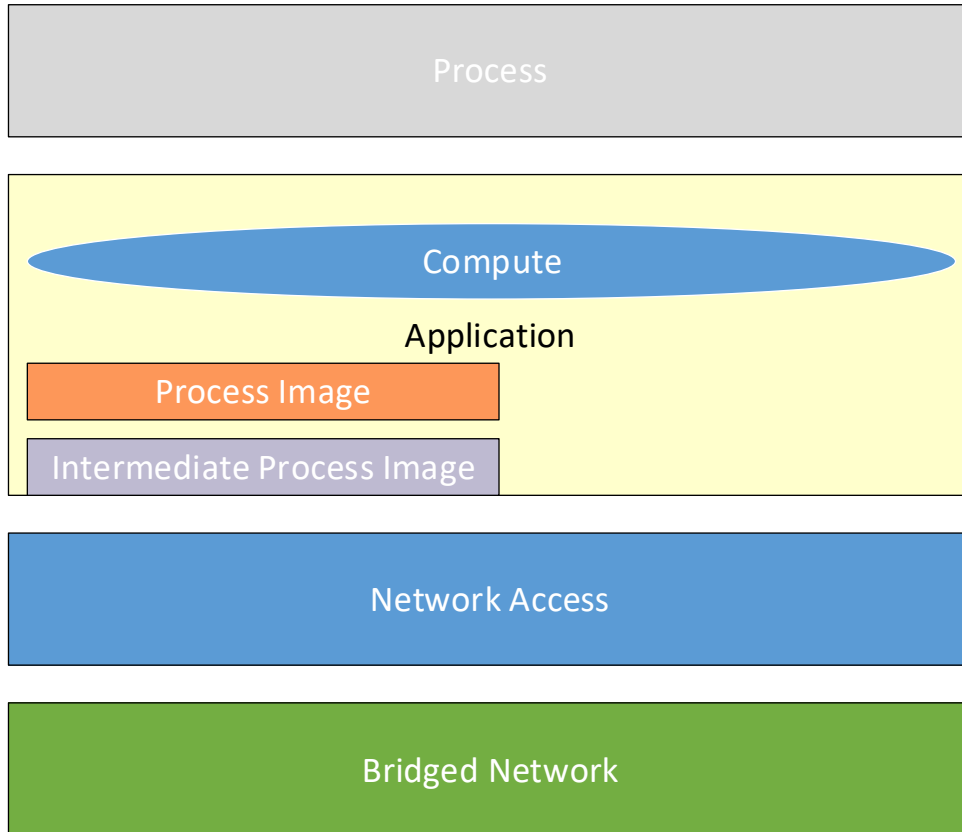 Process
Compute
Application
Process Image
Intermediate Process Image
Network Access
Bridged Network